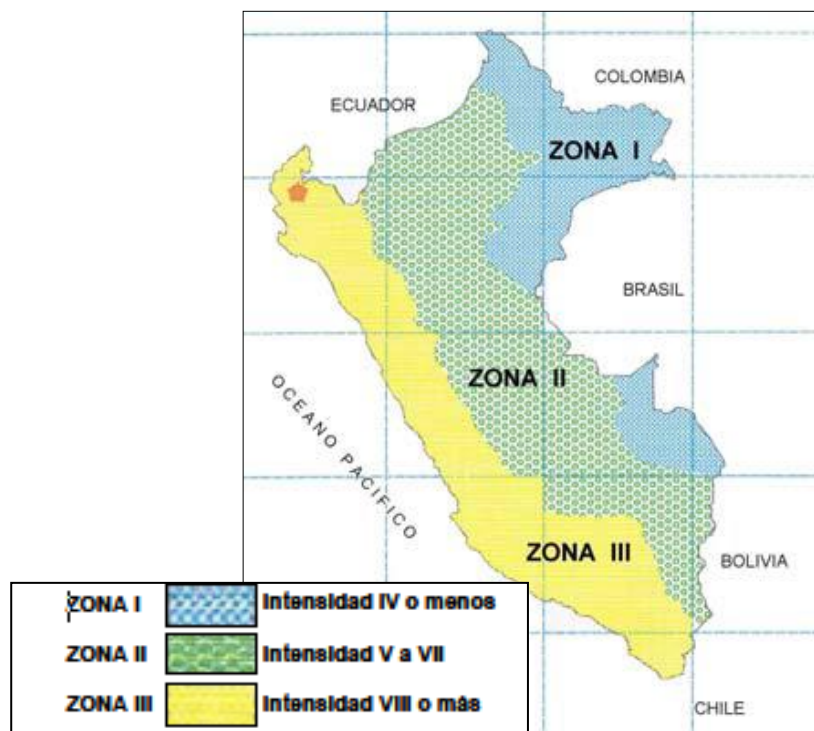 COLOMBIA
ECUADOR
ZONA I
BRASIL
ZONA II
OCEANO PACIFICO
ZONA III
BOLIVIA
CHILE
ZONA I Intensidad IV o menos
ZONA II Intensidad V a VII
ZONA III Intensidad VIII o más